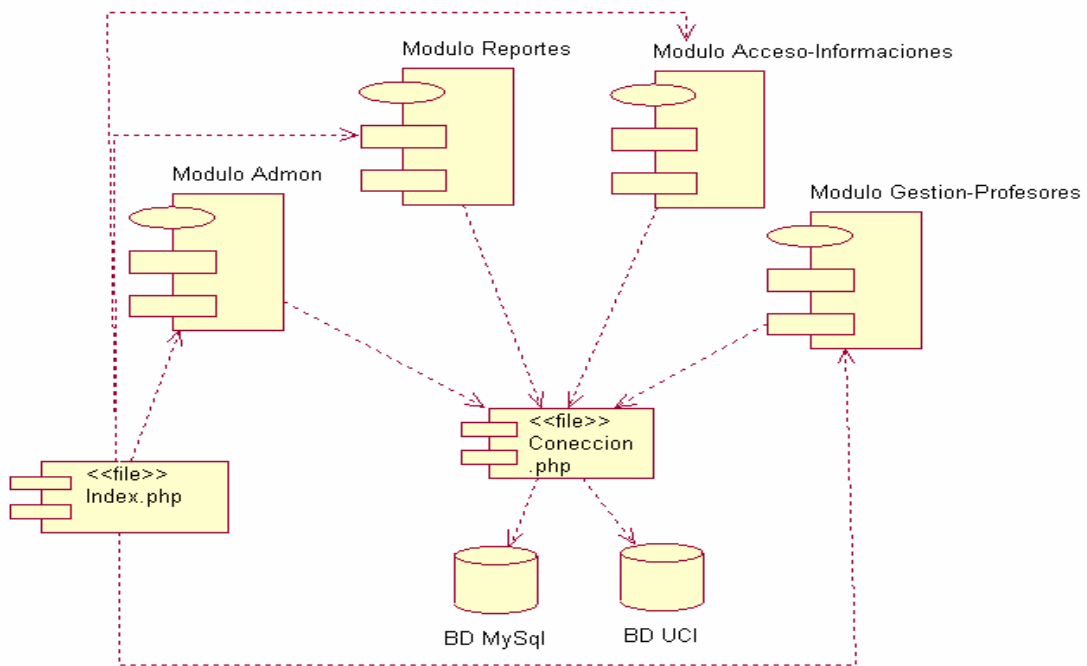 Modulo Reportes
Modulo Acceso-Informaciones
Modulo Admon
Modulo Gestion-Profesores
<<file>>
Coneccion
.php
<<file>>
Index.php
BD MySql
BD UCI